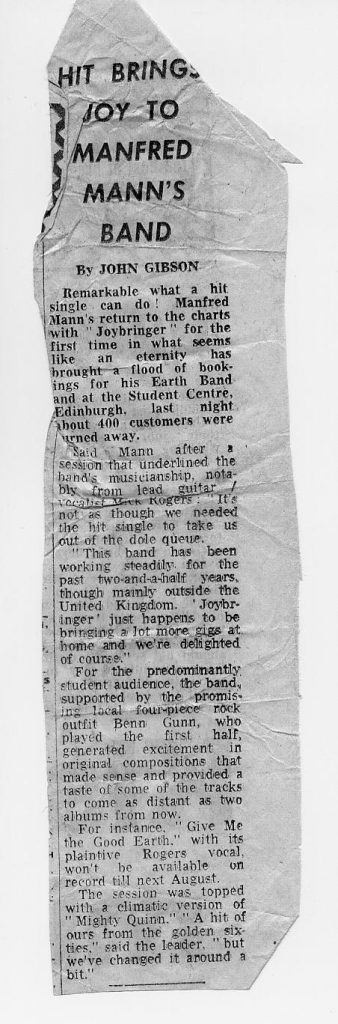 HIT BRINGS
JOY TO
MANFRED
MANN'S
BAND
By JOHN GIBSON
Remarkable what a hit
single can do! Manfred
Mann's return to the charts
with "Joybringer" for the
first time in what seems
like an eternity has
brought a flood of book-
ings for his Earth Band
and at the Student Centre,
Edinburgh, last night
about 400 customers were
urned away.
Said Mann after a
session that underlined the
band's musicianship, nota-
bly from lead guitar /
vocalist Mick Rogers: "It's
not as though we needed
the hit single to take us
out of the dole queue.
"This band has been
working steadily for the
past two-and-a-half years,
though mainly outside the
United Kingdom. 'Joybr-
inger' just happens to be
bringing a lot more gigs at
home and we're delighted
of course."
For the predominantly
student audience, the band,
supported by the promis-
ing local four-piece rock
outfit Benn Gunn, who
played the first half,
generated excitement in
original compositions that
made sense and provided a
taste of some of the tracks
to come as distant as two
albums from now.
For instance, "Give Me
the Good Earth," with its
plaintive Rogers vocal,
won't be available on
record till next August.
The session was topped
with a climatic version of
"Mighty Quinn." "A hit of
ours from the golden six-
ties," said the leader, "but
we've changed it around a
bit."